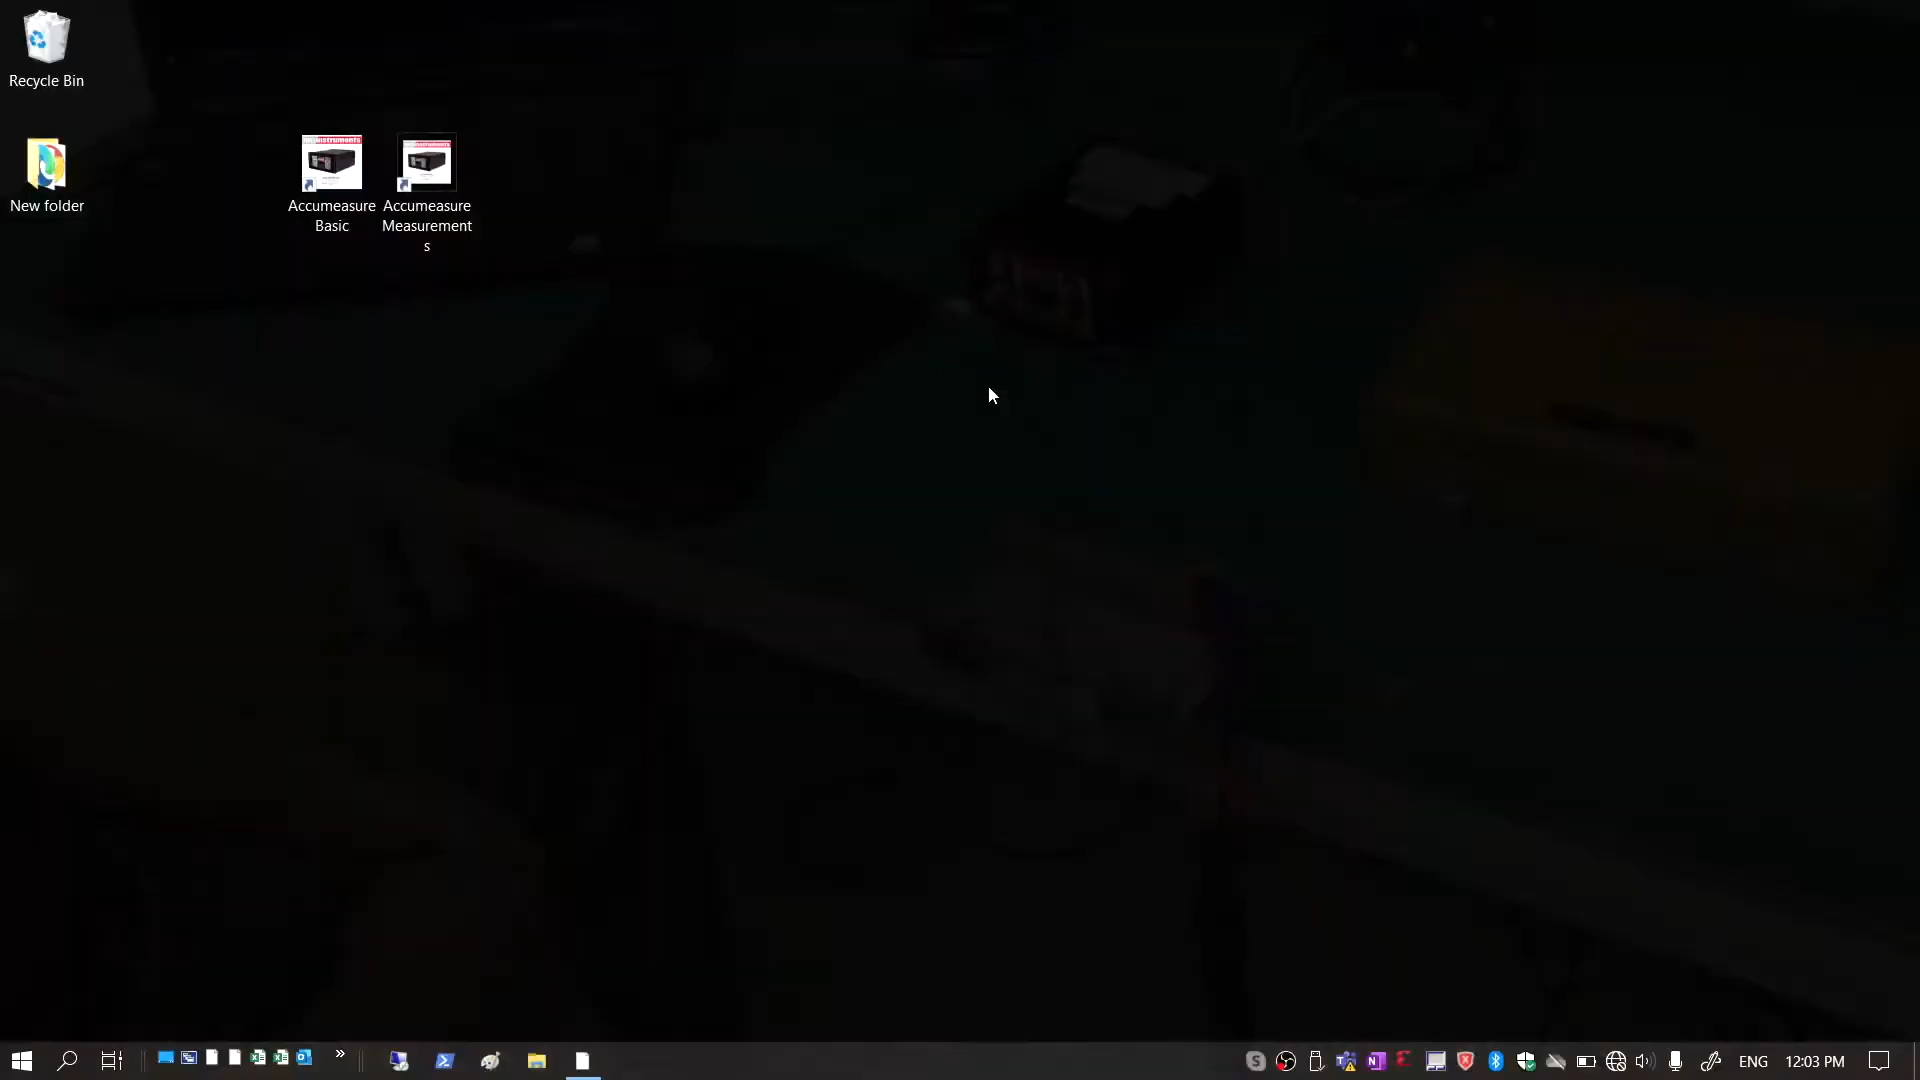 Recycle Bin
New folder
Accumeasure
Basic
Accumeasure
Measurement
s
ENG
12:03 PM